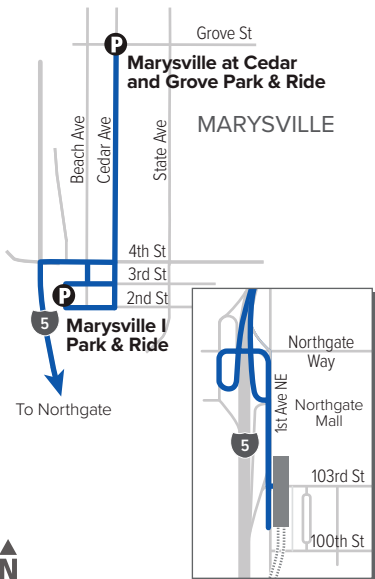 Grove St
P
Marysville at Cedar
and Grove Park & Ride
MARYSVILLE
Beach Ave
Cedar Ave
State Ave
4th St
3rd St
2nd St
P
5
Marysville I
Park & Ride
To Northgate
Northgate
Way
1st Ave NE
Northgate
Mall
5
103rd St
100th St
N